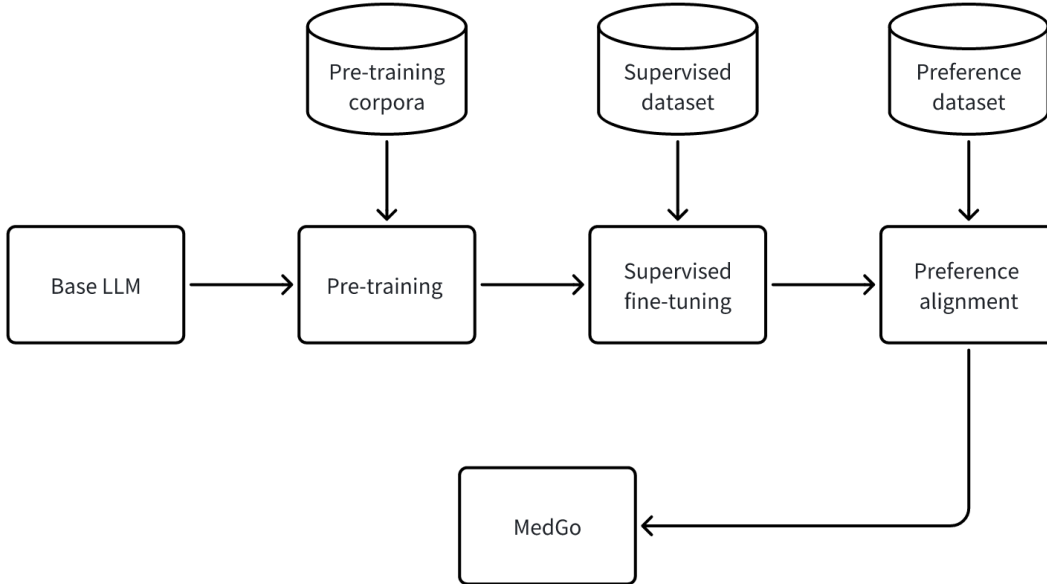 Pre-training
corpora
Supervised
dataset
Preference
dataset
Base LLM
Pre-training
Supervised
fine-tuning
Preference
alignment
MedGo